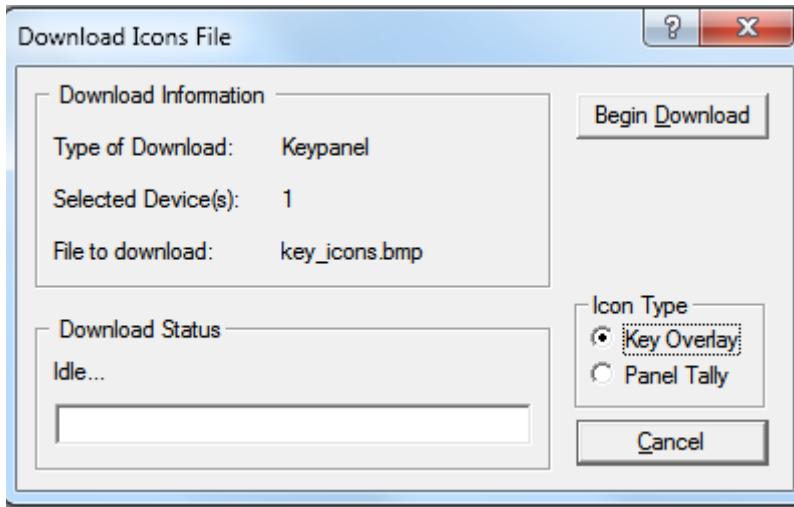 Download Icons File
Download Information
Type of Download: Keypanel
Selected Device(s): 1
File to download: key_icons.bmp
Begin Download
Download Status
Idle...
Icon Type
Key Overlay
Panel Tally
Cancel